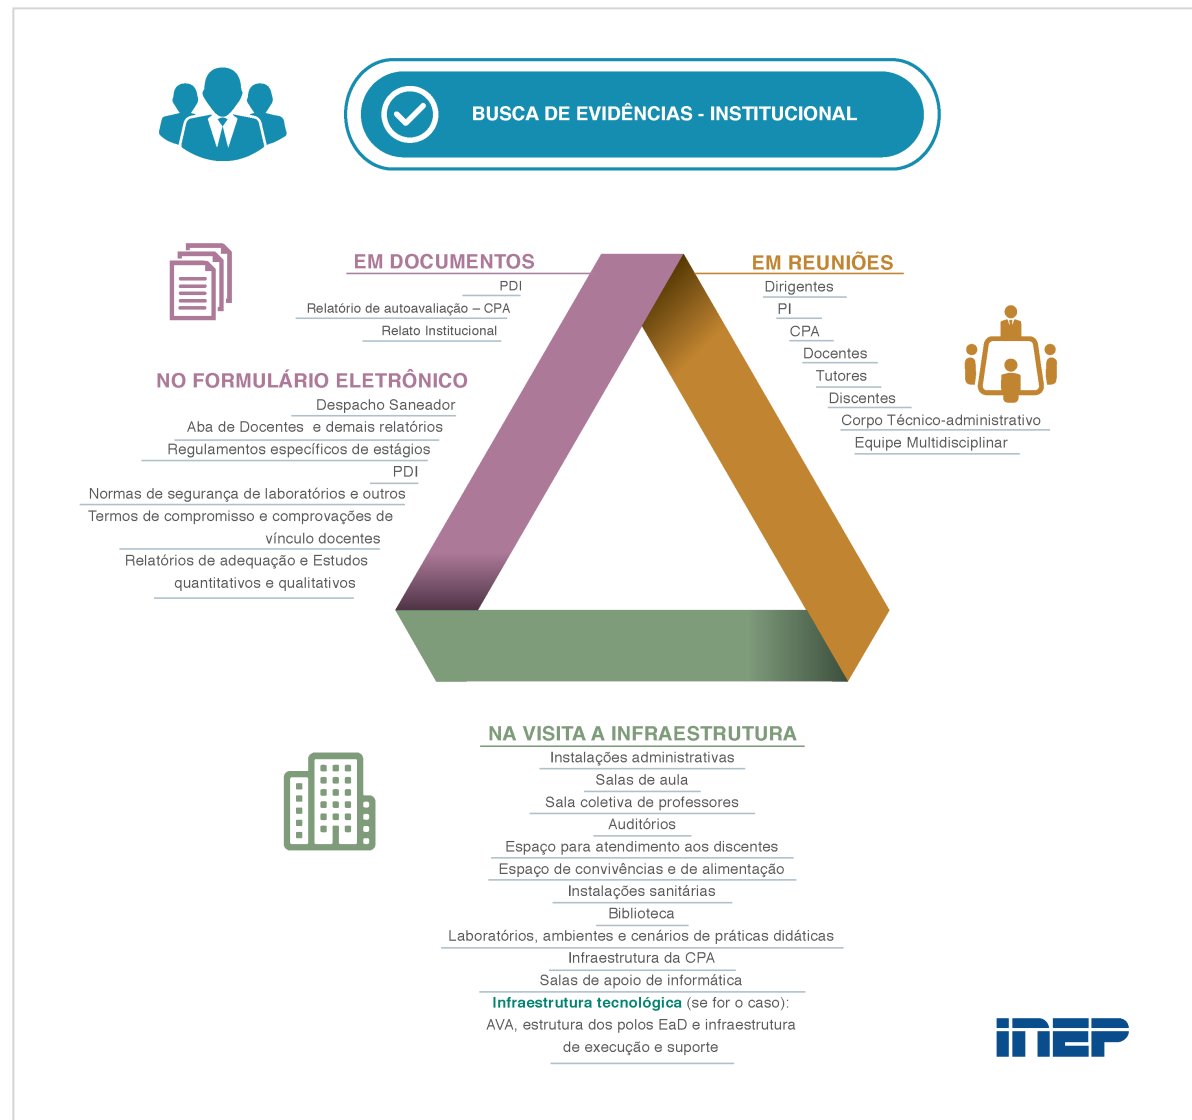 BUSCA DE EVIDÊNCIAS - INSTITUCIONAL
EM DOCUMENTOS
PDI
Relatório de autoavaliação – CPA
Relato Institucional
NO FORMULÁRIO ELETRÔNICO
Despacho Saneador
Aba de Docentes e demais relatórios
Regulamentos específicos de estágios
PDI
Normas de segurança de laboratórios e outros
Termos de compromisso e comprovações de
vínculo docentes
Relatórios de adequação e Estudos
quantitativos e qualitativos
EM REUNIÕES
Dirigentes
PI
CPA
Docentes
Tutores
Discentes
Corpo Técnico-administrativo
Equipe Multidisciplinar
NA VISITA A INFRAESTRUTURA
Instalações administrativas
Salas de aula
Sala coletiva de professores
Auditórios
Espaço para atendimento aos discentes
Espaço de convivências e de alimentação
Instalações sanitárias
Biblioteca
Laboratórios, ambientes e cenários de práticas didáticas
Infraestrutura da CPA
Salas de apoio de informática
Infraestrutura tecnológica (se for o caso):
AVA, estrutura dos polos EaD e infraestrutura
de execução e suporte
INEP